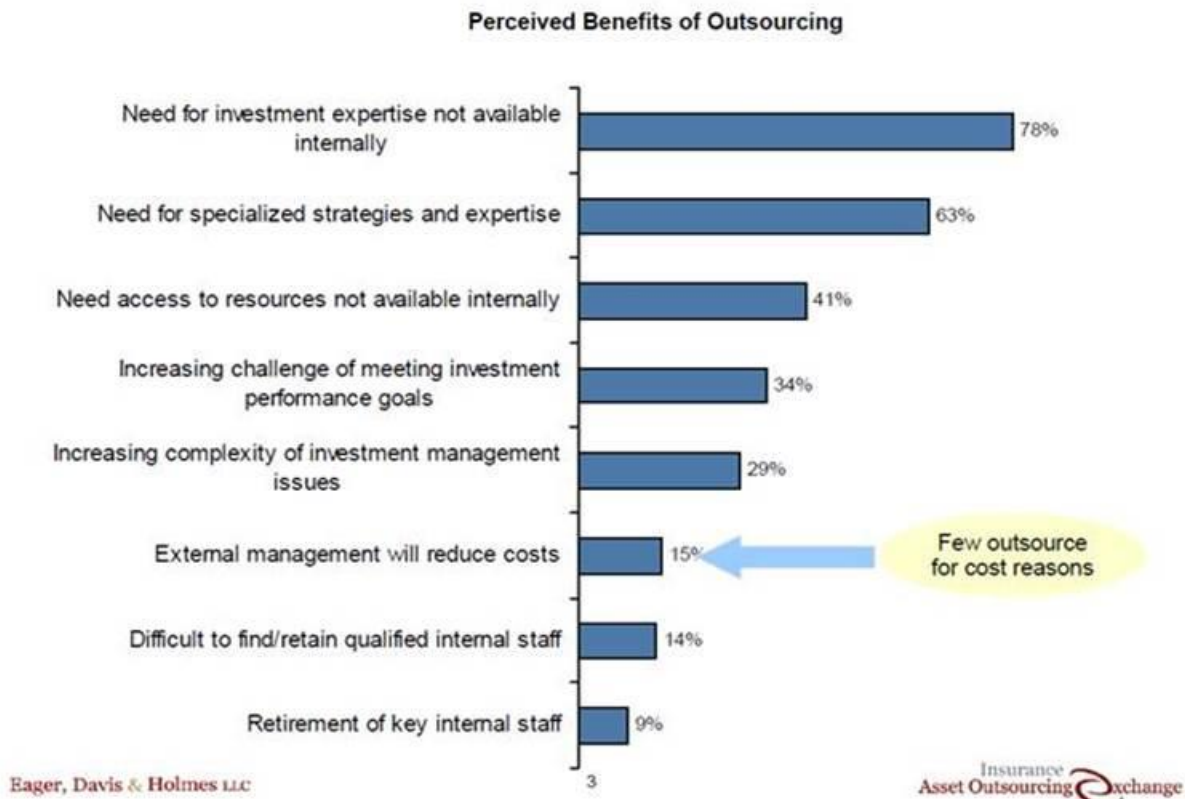 Perceived Benefits of Outsourcing
Need for investment expertise not available
internally
78%
Need for specialized strategies and expertise
63%
Need access to resources not available internally
41%
Increasing challenge of meeting investment
performance goals
34%
Increasing complexity of investment management
issues
29%
External management will reduce costs
15%
Few outsource
for cost reasons
Difficult to find/retain qualified internal staff
14%
Retirement of key internal staff
9%
Eager, Davis & Holmes LLC
3
Insurance
Asset Outsourcing Exchange